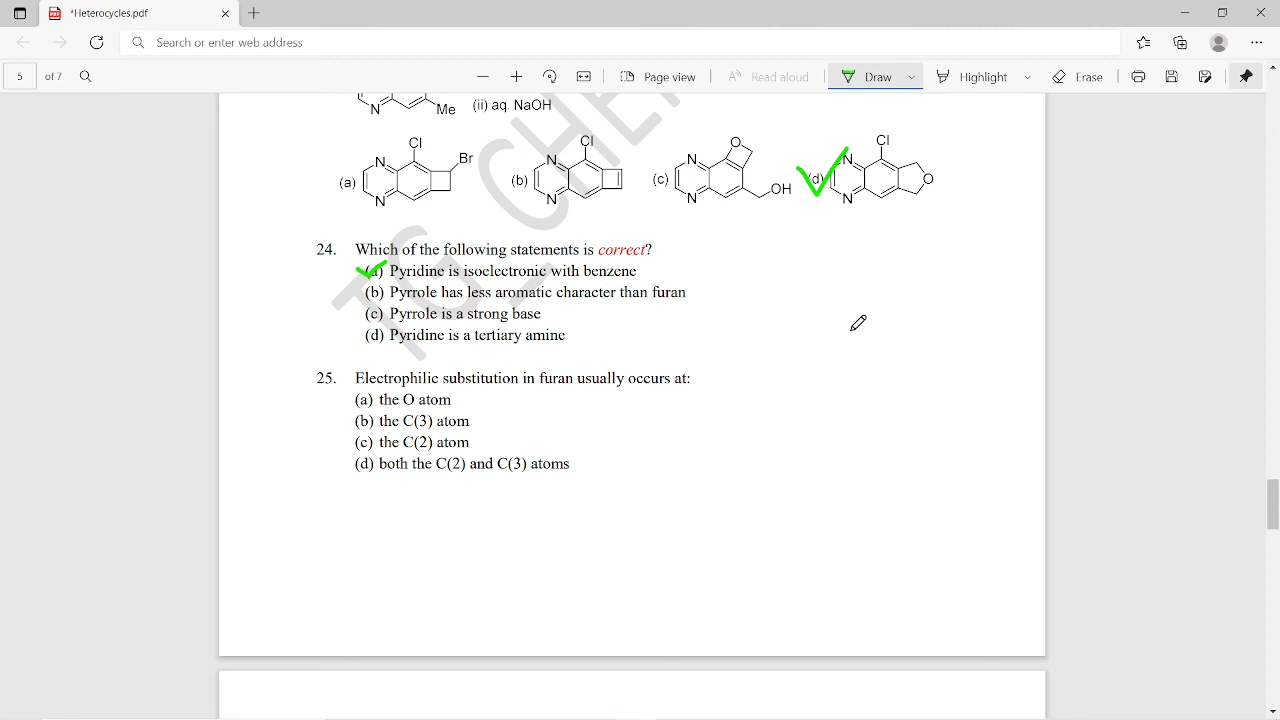 *Heterocycles.pdf
Search or enter web address
5 of 7 Page view Read aloud Draw Highlight Erase
N Me (ii) aq. NaOH
(a) N N Cl Br
(b) N N Cl
(c) N N O OH
(d) N N Cl O
24. Which of the following statements is correct?
(a) Pyridine is isoelectronic with benzene
(b) Pyrrole has less aromatic character than furan
(c) Pyrrole is a strong base
(d) Pyridine is a tertiary amine
25. Electrophilic substitution in furan usually occurs at:
(a) the O atom
(b) the C(3) atom
(c) the C(2) atom
(d) both the C(2) and C(3) atoms
TG_CHE